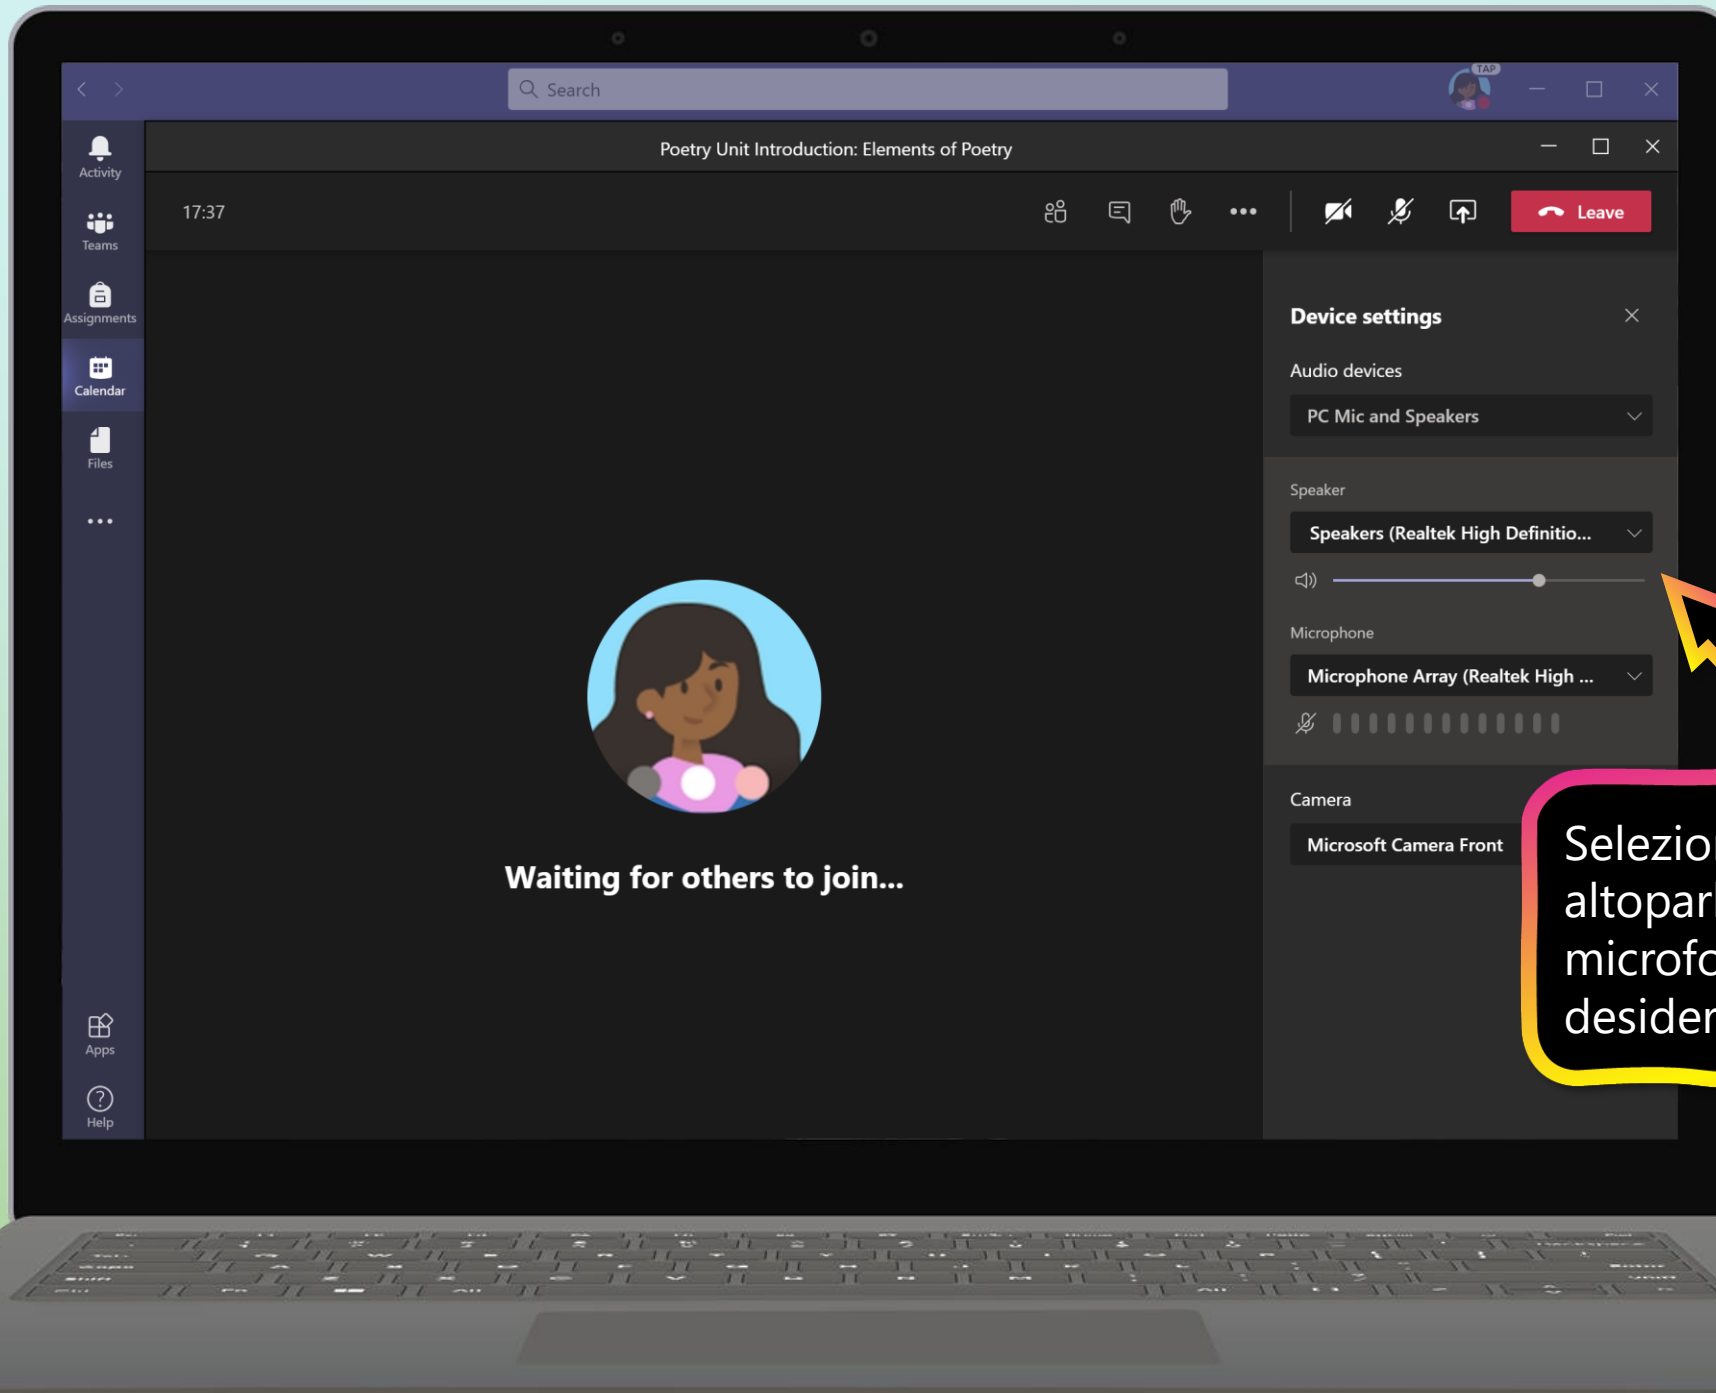 Search
TAP
Activity
Teams
Assignments
Calendar
Files
Apps
Help
Poetry Unit Introduction: Elements of Poetry
17:37
Leave
Device settings
Audio devices
PC Mic and Speakers
Speaker
Speakers (Realtek High Definitio...
Microphone
Microphone Array (Realtek High ...
Camera
Microsoft Camera Front
Waiting for others to join...